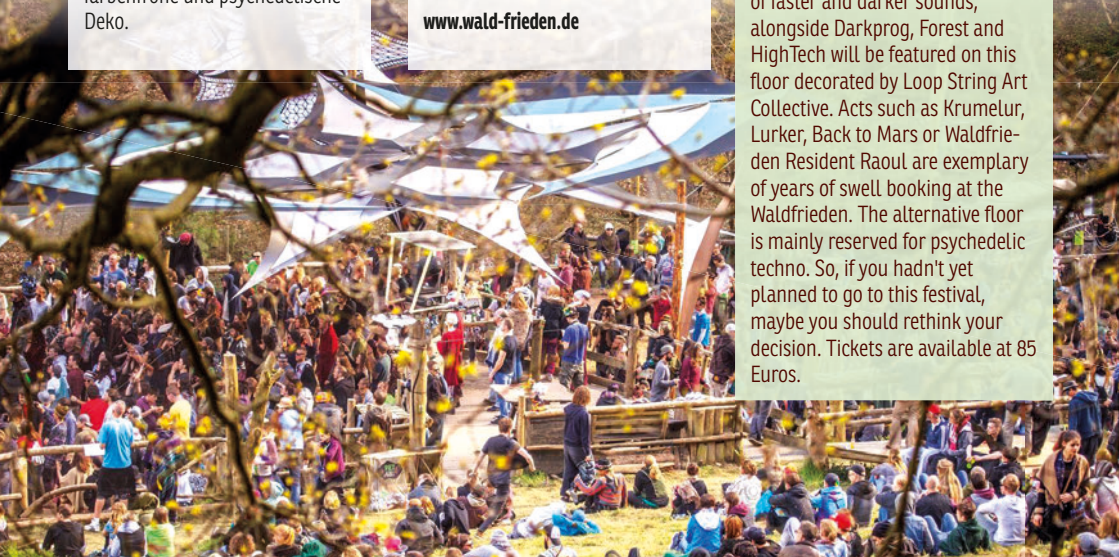 farbenfrohe und psychedelische
Deko.
www.wald-frieden.de
of faster and darker sounds,
alongside Darkprog, Forest and
HighTech will be featured on this
floor decorated by Loop String Art
Collective. Acts such as Krumelur,
Lurker, Back to Mars or Waldfrie-
den Resident Raoul are exemplary
of years of swell booking at the
Waldfrieden. The alternative floor
is mainly reserved for psychedelic
techno. So, if you hadn't yet
planned to go to this festival,
maybe you should rethink your
decision. Tickets are available at 85
Euros.